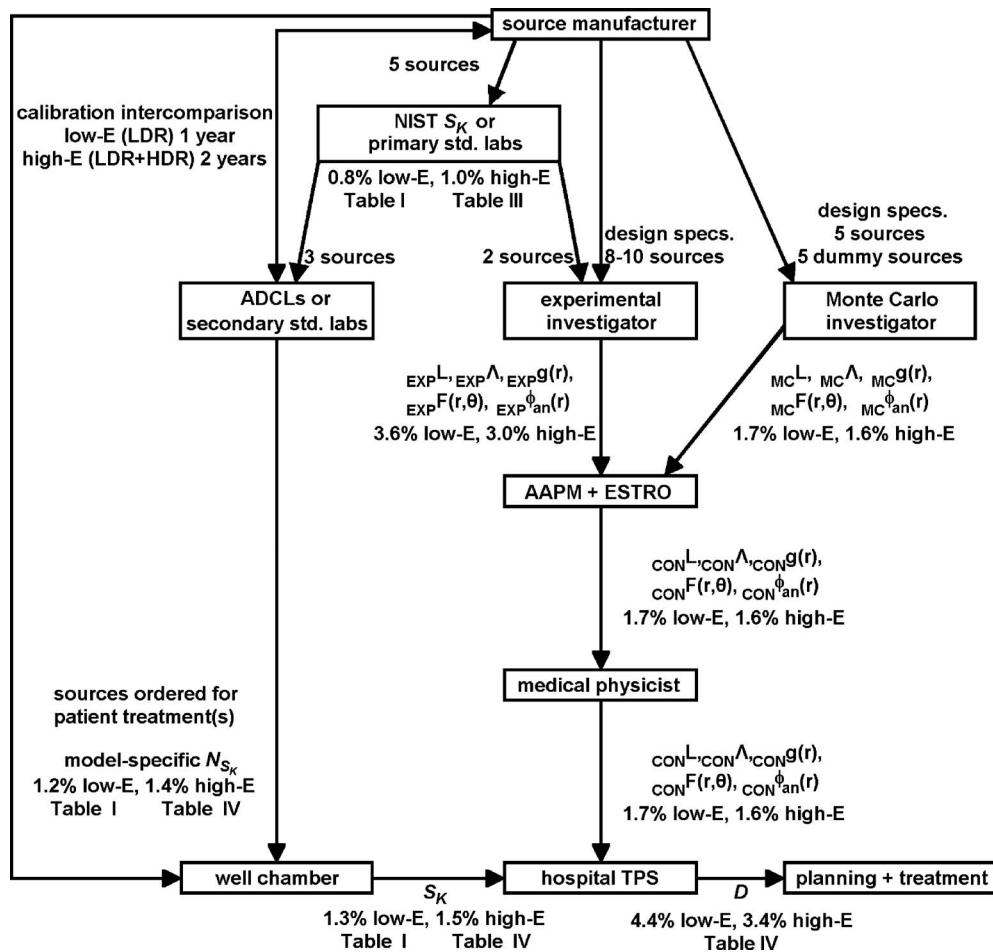 source manufacturer
5 sources
calibration intercomparison
low-E (LDR) 1 year
high-E (LDR+HDR) 2 years
NIST S_K or
primary std. labs
0.8% low-E, 1.0% high-E
Table I Table III
design specs.
5 sources
5 dummy sources
3 sources
2 sources
design specs.
8-10 sources
ADCLs or
secondary std. labs
experimental
investigator
Monte Carlo
investigator
EXPL, EXPΛ, EXPg(r),
EXPF(r,θ), EXPϕan(r)
3.6% low-E, 3.0% high-E
MCL, MCΛ, MCg(r),
MCF(r,θ), MCϕan(r)
1.7% low-E, 1.6% high-E
AAPM + ESTRO
CONL,CONΛ,CONg(r),
CONF(r,θ), CONϕan(r)
1.7% low-E, 1.6% high-E
medical physicist
sources ordered for
patient treatment(s)
model-specific N_SK
1.2% low-E, 1.4% high-E
Table I Table IV
CONL,CONΛ,CONg(r),
CONF(r,θ), CONϕan(r)
1.7% low-E, 1.6% high-E
well chamber
S_K
1.3% low-E, 1.5% high-E
Table I Table IV
hospital TPS
D
4.4% low-E, 3.4% high-E
Table IV
planning + treatment